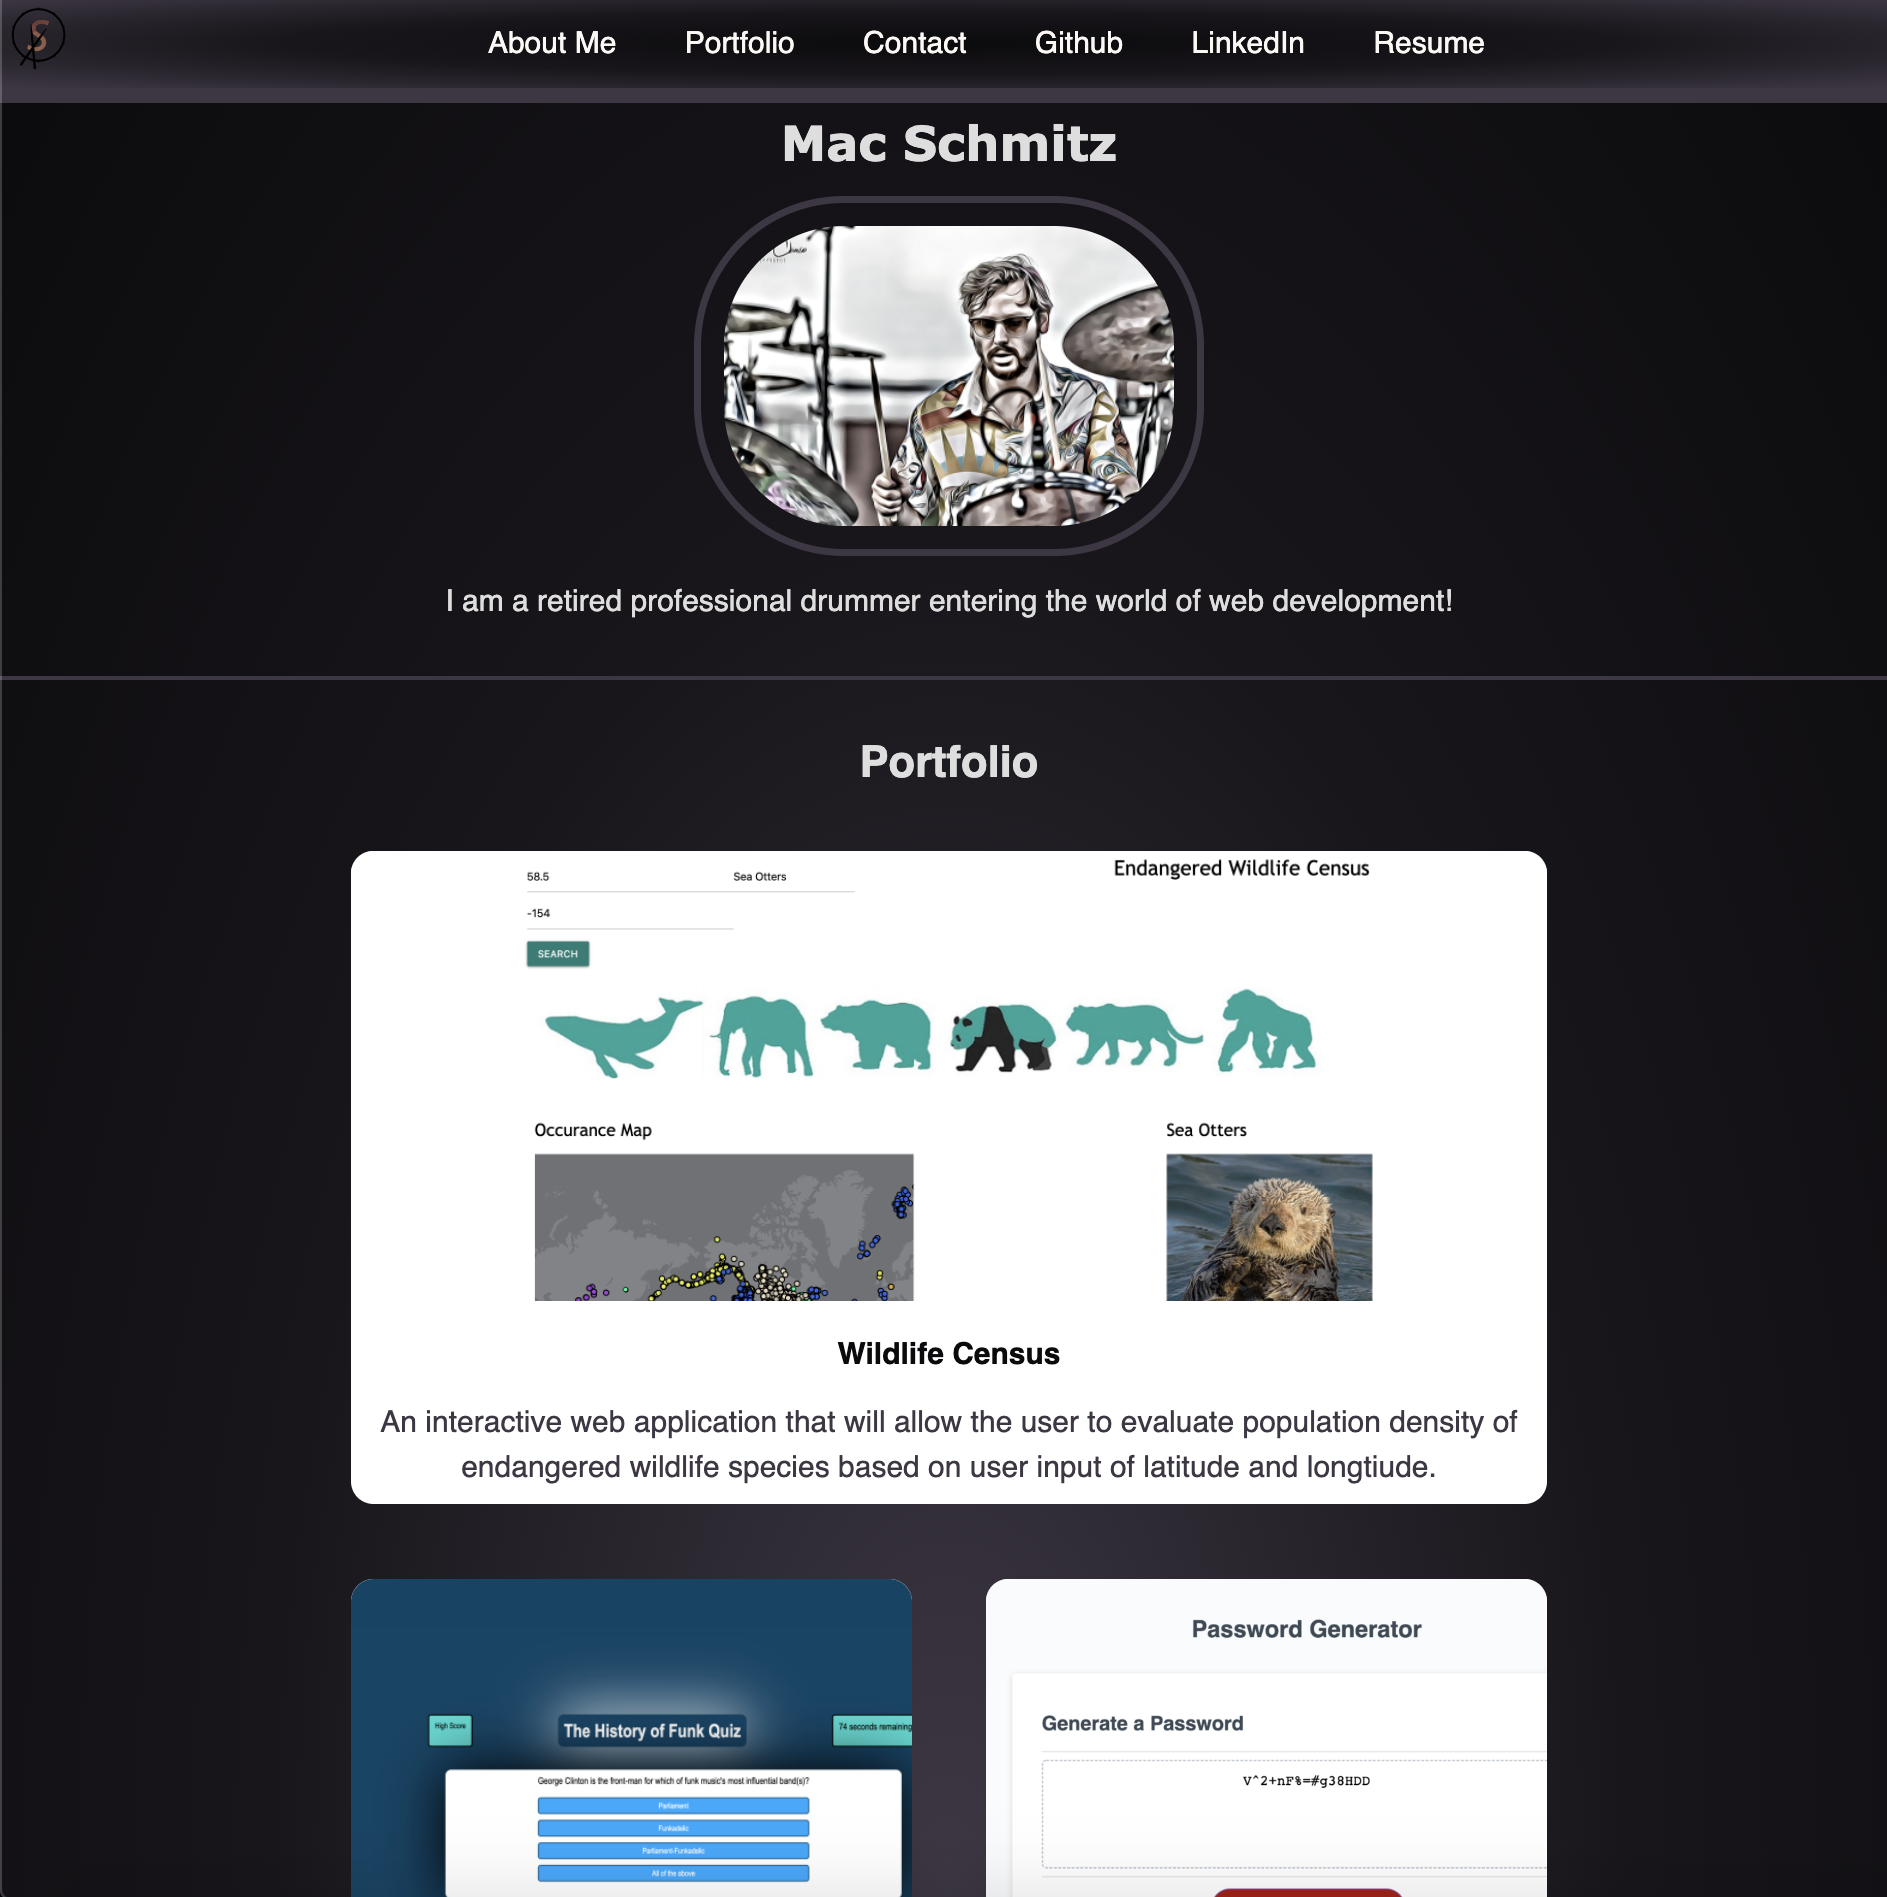 S
About Me Portfolio Contact Github LinkedIn Resume
Mac Schmitz
I am a retired professional drummer entering the world of web development!
Portfolio
Endangered Wildlife Census
58.5 Sea Otters
-154
SEARCH
Occurance Map Sea Otters
Wildlife Census
An interactive web application that will allow the user to evaluate population density of
endangered wildlife species based on user input of latitude and longtiude.
High Score
The History of Funk Quiz
74 seconds remaining
George Clinton is the front-man for which of funk music's most influential band(s)?
Parliament
Funkadelic
Parliament-Funkadelic
All of the above
Password Generator
Generate a Password
V^2+nF%=#g38HDD